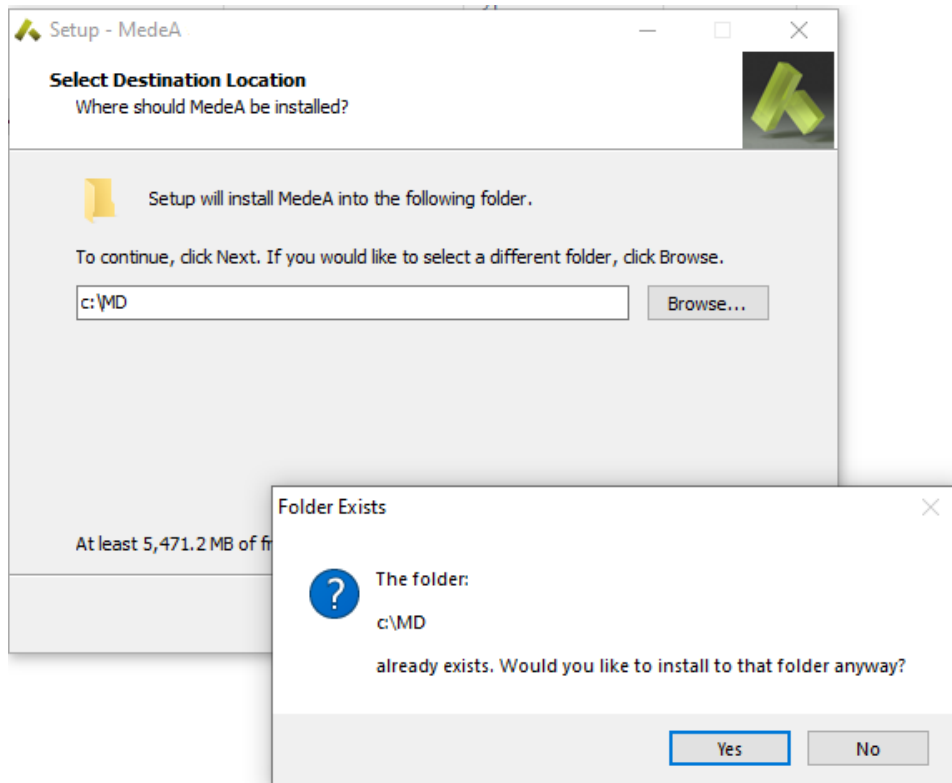 Setup - MedeA
Select Destination Location
Where should MedeA be installed?
Setup will install MedeA into the following folder.
To continue, click Next. If you would like to select a different folder, click Browse.
c:\MD
Browse...
At least 5,471.2 MB of
Folder Exists
The folder:
c:\MD
already exists. Would you like to install to that folder anyway?
Yes
No